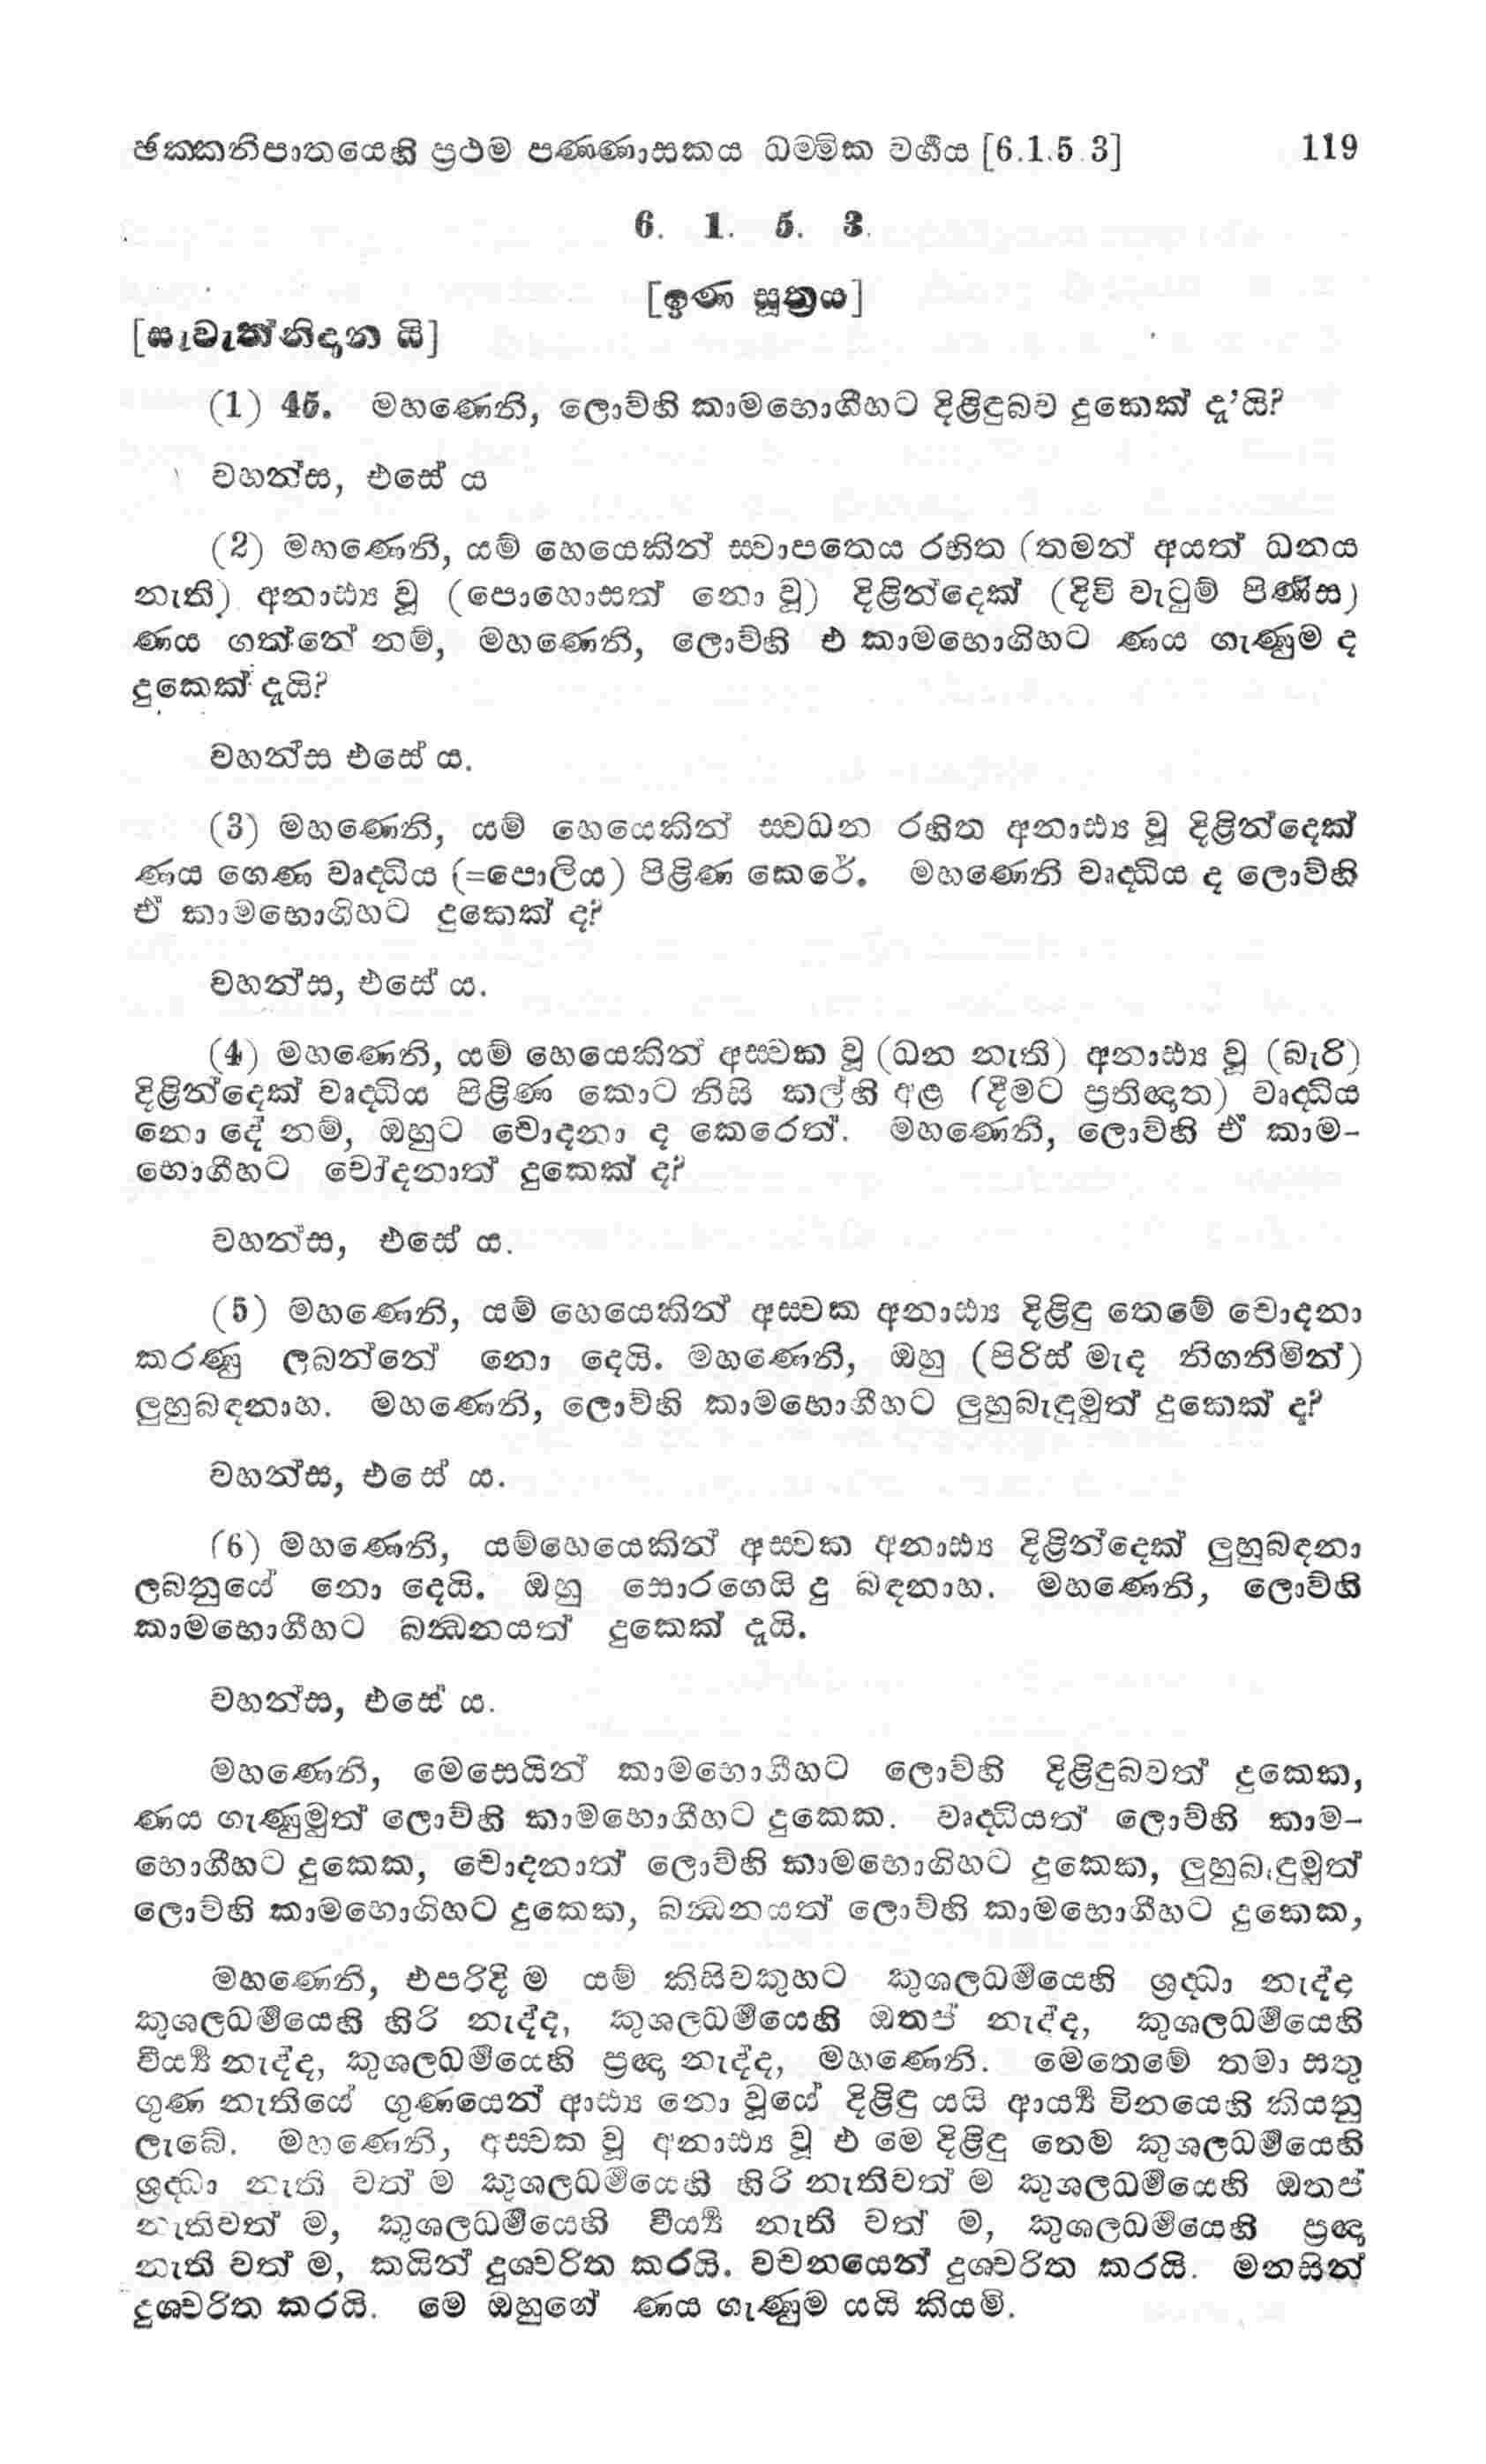 ඡක්කනිපාතයෙහි ප්‍රථම පණ්ණාසකය ධම්මික වර්ගය [6.1.5.3] 119
6. 1. 5. 3.
[ඉණ සූත්‍රය]
[සැවැත්නිදාන යි]
(1) 45. මහණෙනි, ලොව්හි කාමභොගීහට දිළිඳුබව දුකෙක් දැ'යි?
වහන්ස, එසේ ය
(2) මහණෙනි, යම් හෙයෙකින් ස්වාපතෙය රහිත (තමන් අයත් ධනය
නැති) අනාඪ්‍ය වූ (පොහොසත් නො වූ) දිළින්දෙක් (දිවි වැටුම් පිණිස)
ණය ගක්නේ නම්, මහණෙනි, ලොව්හි එ කාමභොගිහට ණය ගැණුම ද
දුකෙක් දැයි?
වහන්ස එසේ ය.
(3) මහණෙනි, යම් හෙයෙකින් ස්වධන රහිත අනාඪ්‍ය වූ දිළින්දෙක්
ණය ගෙණ වෘද්ධිය (=පොලිය) පිළිණ කෙරේ. මහණෙනි වෘද්ධිය ද ලොව්හි
ඒ කාමභොගිහට දුකෙක් ද?
වහන්ස, එසේ ය.
(4) මහණෙනි, යම් හෙයෙකින් අස්වක වූ (ධන නැති) අනාඪ්‍ය වූ (බැරි)
දිළින්දෙක් වෘද්ධිය පිළිණ කොට නිසි කල්හි අළ (දීමට ප්‍රතිඥාත) වෘද්ධිය
නො දේ නම්, ඔහුට චොදනා ද කෙරෙත්. මහණෙනි, ලොව්හි ඒ කාම-
භොගීහට චෝදනාත් දුකෙක් ද?
වහන්ස, එසේ ය.
(5) මහණෙනි, යම් හෙයෙකින් අස්වක අනාඪ්‍ය දිළිඳු තෙමේ චොදනා
කරණු ලබන්නේ නො දෙයි. මහණෙනි, ඔහු (පිරිස් මැද නිගනිමින්)
ලුහුබඳනාහ. මහණෙනි, ලොව්හි කාමභොගීහට ලුහුබැඳුමුත් දුකෙක් ද?
වහන්ස, එසේ ය.
(6) මහණෙනි, යම්හෙයෙකින් අස්වක අනාඪ්‍ය දිළින්දෙක් ලුහුබඳනා
ලබනුයේ නො දෙයි. ඔහු සොරගෙයි දු බඳනාහ. මහණෙනි, ලොව්හි
කාමභොගීහට බන්ධනයත් දුකෙක් දැයි.
වහන්ස, එසේ ය.
මහණෙනි, මෙසෙයින් කාමභොගීහට ලොව්හි දිළිඳුබවත් දුකෙක,
ණය ගැණුමුත් ලොව්හි කාමභොගීහට දුකෙක. වෘද්ධියත් ලොව්හි කාම-
භොගීහට දුකෙක, චොදනාත් ලොව්හි කාමභොගිහට දුකෙක, ලුහුබැඳුමුත්
ලොව්හි කාමභොගිහට දුකෙක, බන්ධනයත් ලොව්හි කාමභොගීහට දුකෙක,
මහණෙනි, එපරිදි ම යම් කිසිවකුහට කුශලධර්මයෙහි ශ්‍රද්ධා නැද්ද
කුශලධර්මයෙහි හිරි නැද්ද, කුශලධර්මයෙහි ඔතප් නැද්ද, කුශලධර්මයෙහි
වීර්‍ය්‍ය නැද්ද, කුශලධර්මයෙහි ප්‍රඥා නැද්ද, මහණෙනි. මෙතෙමේ තමා සතු
ගුණ නැතියේ ගුණයෙන් ආඪ්‍ය නො වූයේ දිළිඳු යයි ආර්‍ය්‍ය විනයෙහි කියනු
ලැබේ. මහණෙනි, අස්වක වූ අනාඪ්‍ය වූ එ මෙ දිළිඳු තෙම කුශලධර්මයෙහි
ශ්‍රද්ධා නැති වත් ම කුශලධර්මයෙහි හිරි නැතිවත් ම කුශලධර්මයෙහි ඔතප්
නැතිවත් ම, කුශලධර්මයෙහි වීර්‍ය්‍ය නැති වත් ම, කුශලධර්මයෙහි ප්‍රඥා
නැති වත් ම, කයින් දුශ්චරිත කරයි. වචනයෙන් දුශ්චරිත කරයි. මනසින්
දුශ්චරිත කරයි. මෙ ඔහුගේ ණය ගැණුම යයි කියමි.